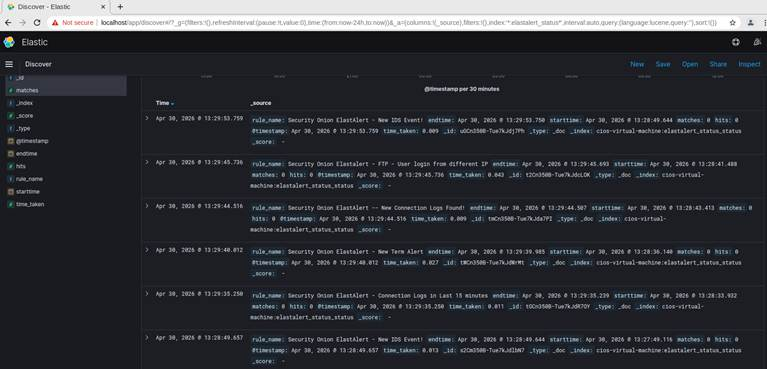 Discover - Elastic
Not secure
localhost/app/discover#/?_g=(filters:!(),refreshInterval:(pause:!t,value:0),time:(from:now-24h,to:now))&_a=(columns:!(_source),filters:!(),index:'*:elastalert_status*',interval:auto,query:(language:lucene,query:''),sort:!())
Elastic
Discover
New Save Open Share Inspect
_id
matches
_index
_score
_type
@timestamp
endtime
hits
rule_name
starttime
time_taken
@timestamp per 30 minutes
Time _source
Apr 30, 2026 @ 13:29:53.759
rule_name: Security Onion ElastAlert - New IDS Event! endtime: Apr 30, 2026 @ 13:29:53.750 starttime: Apr 30, 2026 @ 13:28:49.644 matches: 0 hits: 0
@timestamp: Apr 30, 2026 @ 13:29:53.759 time_taken: 0.009 _id: _type: _doc _index: cios-virtual-machine:elastalert_status_status
_score: -
Apr 30, 2026 @ 13:29:45.736
rule_name: Security Onion Elastalert - FTP - User login from different IP endtime: Apr 30, 2026 @ 13:29:45.693 starttime: Apr 30, 2026 @ 13:28:41.488
matches: 0 hits: 0 @timestamp: Apr 30, 2026 @ 13:29:45.736 time_taken: 0.043 _id: _type: _doc _index: cios-virtual-
machine:elastalert_status_status _score: -
Apr 30, 2026 @ 13:29:44.516
rule_name: Security Onion ElastAlert -- New Connection Logs Found! endtime: Apr 30, 2026 @ 13:29:44.507 starttime: Apr 30, 2026 @ 13:28:43.413 matches: 0
hits: 0 @timestamp: Apr 30, 2026 @ 13:29:44.516 time_taken: 0.009 _id: _type: _doc _index: cios-virtual-
machine:elastalert_status_status _score: -
Apr 30, 2026 @ 13:29:40.012
rule_name: Security Onion Elastalert - New Term Alert endtime: Apr 30, 2026 @ 13:29:39.985 starttime: Apr 30, 2026 @ 13:28:36.140 matches: 0 hits: 0
@timestamp: Apr 30, 2026 @ 13:29:40.012 time_taken: 0.027 _id: _type: _doc _index: cios-virtual-machine:elastalert_status_status
_score: -
Apr 30, 2026 @ 13:29:35.250
rule_name: Security Onion Elastalert - Connection Logs in Last 15 minutes endtime: Apr 30, 2026 @ 13:29:35.239 starttime: Apr 30, 2026 @ 13:28:33.932
matches: 0 hits: 0 @timestamp: Apr 30, 2026 @ 13:29:35.250 time_taken: 0.011 _id: _type: _doc _index: cios-virtual-
machine:elastalert_status_status _score: -
Apr 30, 2026 @ 13:28:49.657
rule_name: Security Onion ElastAlert - New IDS Event! endtime: Apr 30, 2026 @ 13:28:49.644 starttime: Apr 30, 2026 @ 13:27:49.116 matches: 0 hits: 0
@timestamp: Apr 30, 2026 @ 13:28:49.657 time_taken: 0.013 _id: _type: _doc _index: cios-virtual-machine:elastalert_status_status
_score: -